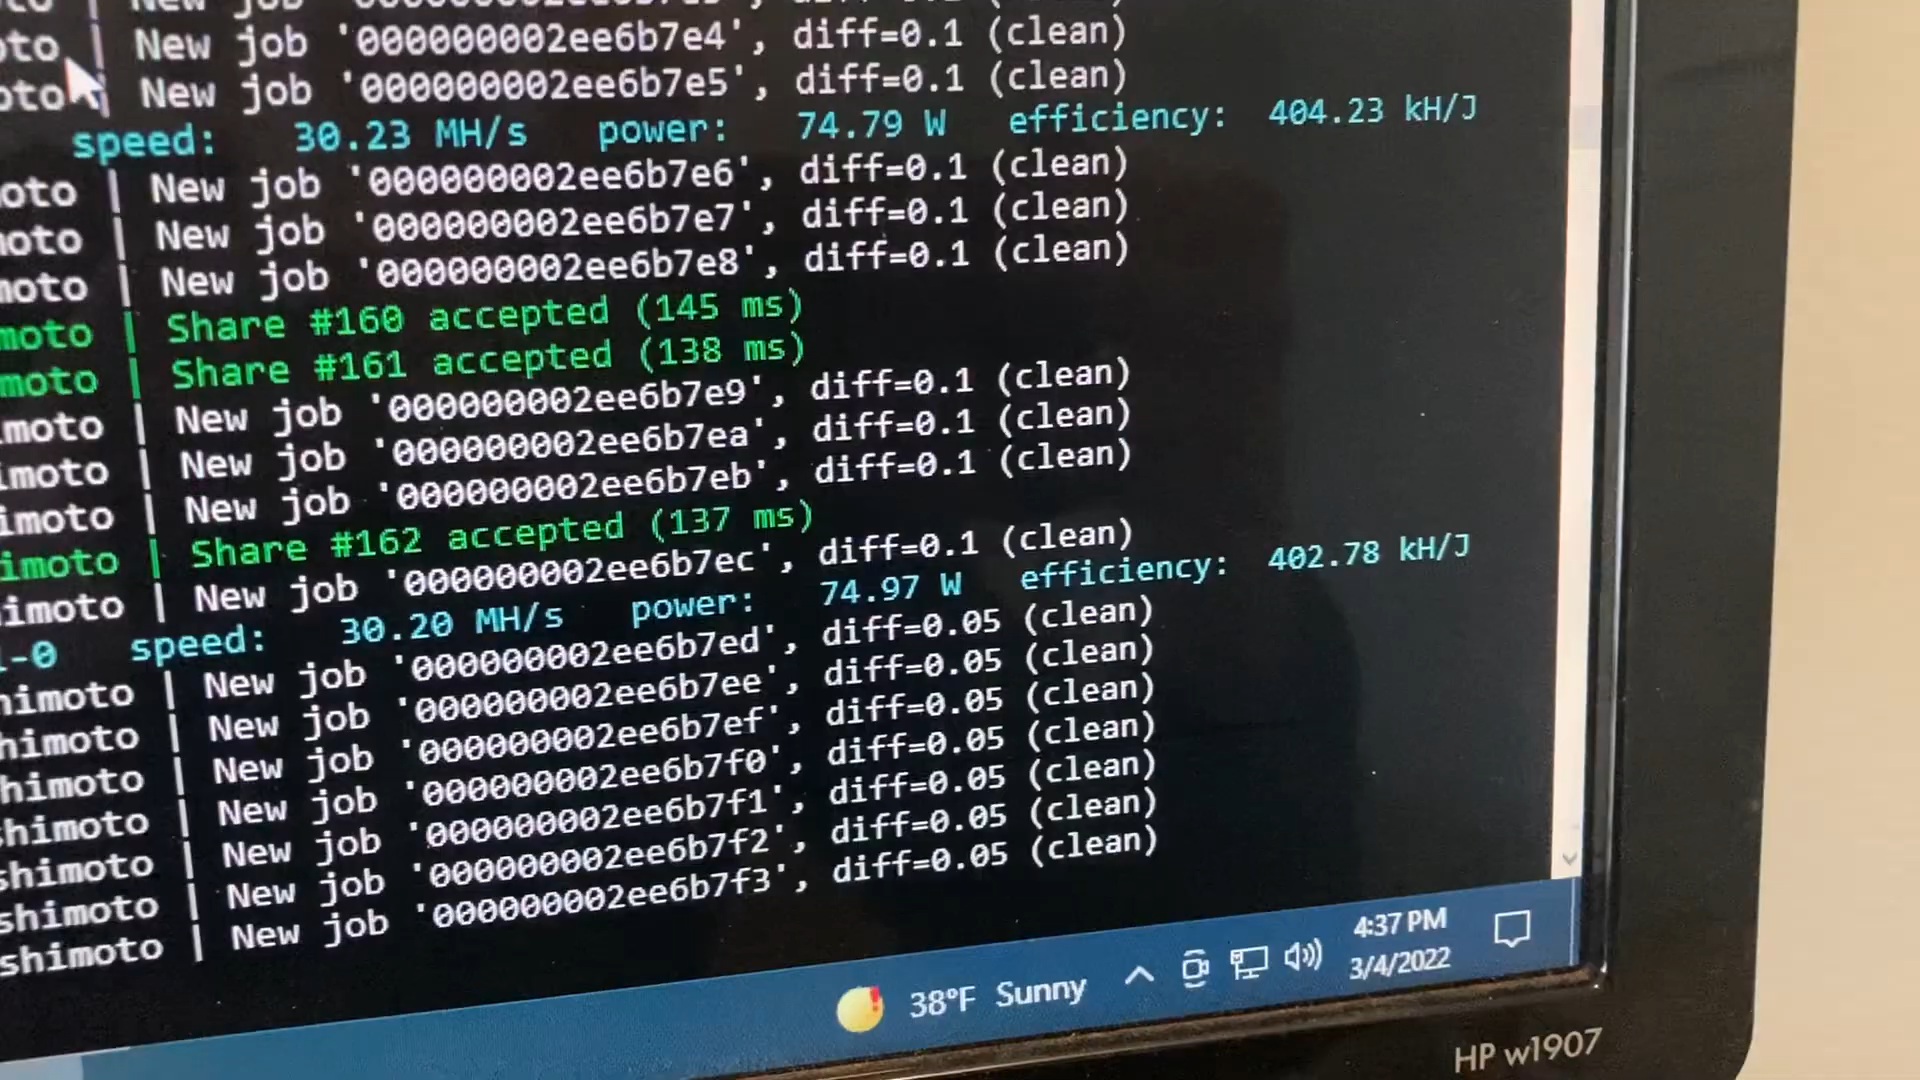 New job
oto | New job '000000002ee6b7e4', diff=0.1 (clean)
oto | New job '000000002ee6b7e5', diff=0.1 (clean)
speed: 30.23 MH/s power: 74.79 W efficiency: 404.23 kH/J
oto | New job '000000002ee6b7e6', diff=0.1 (clean)
moto | New job '000000002ee6b7e7', diff=0.1 (clean)
moto | New job '000000002ee6b7e8', diff=0.1 (clean)
moto | Share #160 accepted (145 ms)
moto | Share #161 accepted (138 ms)
imoto | New job '000000002ee6b7e9', diff=0.1 (clean)
imoto | New job '000000002ee6b7ea', diff=0.1 (clean)
imoto | New job '000000002ee6b7eb', diff=0.1 (clean)
imoto | Share #162 accepted (137 ms)
himoto | New job '000000002ee6b7ec', diff=0.1 (clean)
1-0 speed: 30.20 MH/s power: 74.97 W efficiency: 402.78 kH/J
himoto | New job '000000002ee6b7ed', diff=0.05 (clean)
himoto | New job '000000002ee6b7ee', diff=0.05 (clean)
himoto | New job '000000002ee6b7ef', diff=0.05 (clean)
shimoto | New job '000000002ee6b7f0', diff=0.05 (clean)
shimoto | New job '000000002ee6b7f1', diff=0.05 (clean)
shimoto | New job '000000002ee6b7f2', diff=0.05 (clean)
shimoto | New job '000000002ee6b7f3', diff=0.05 (clean)
38°F Sunny
4:37 PM
3/4/2022
HP w1907